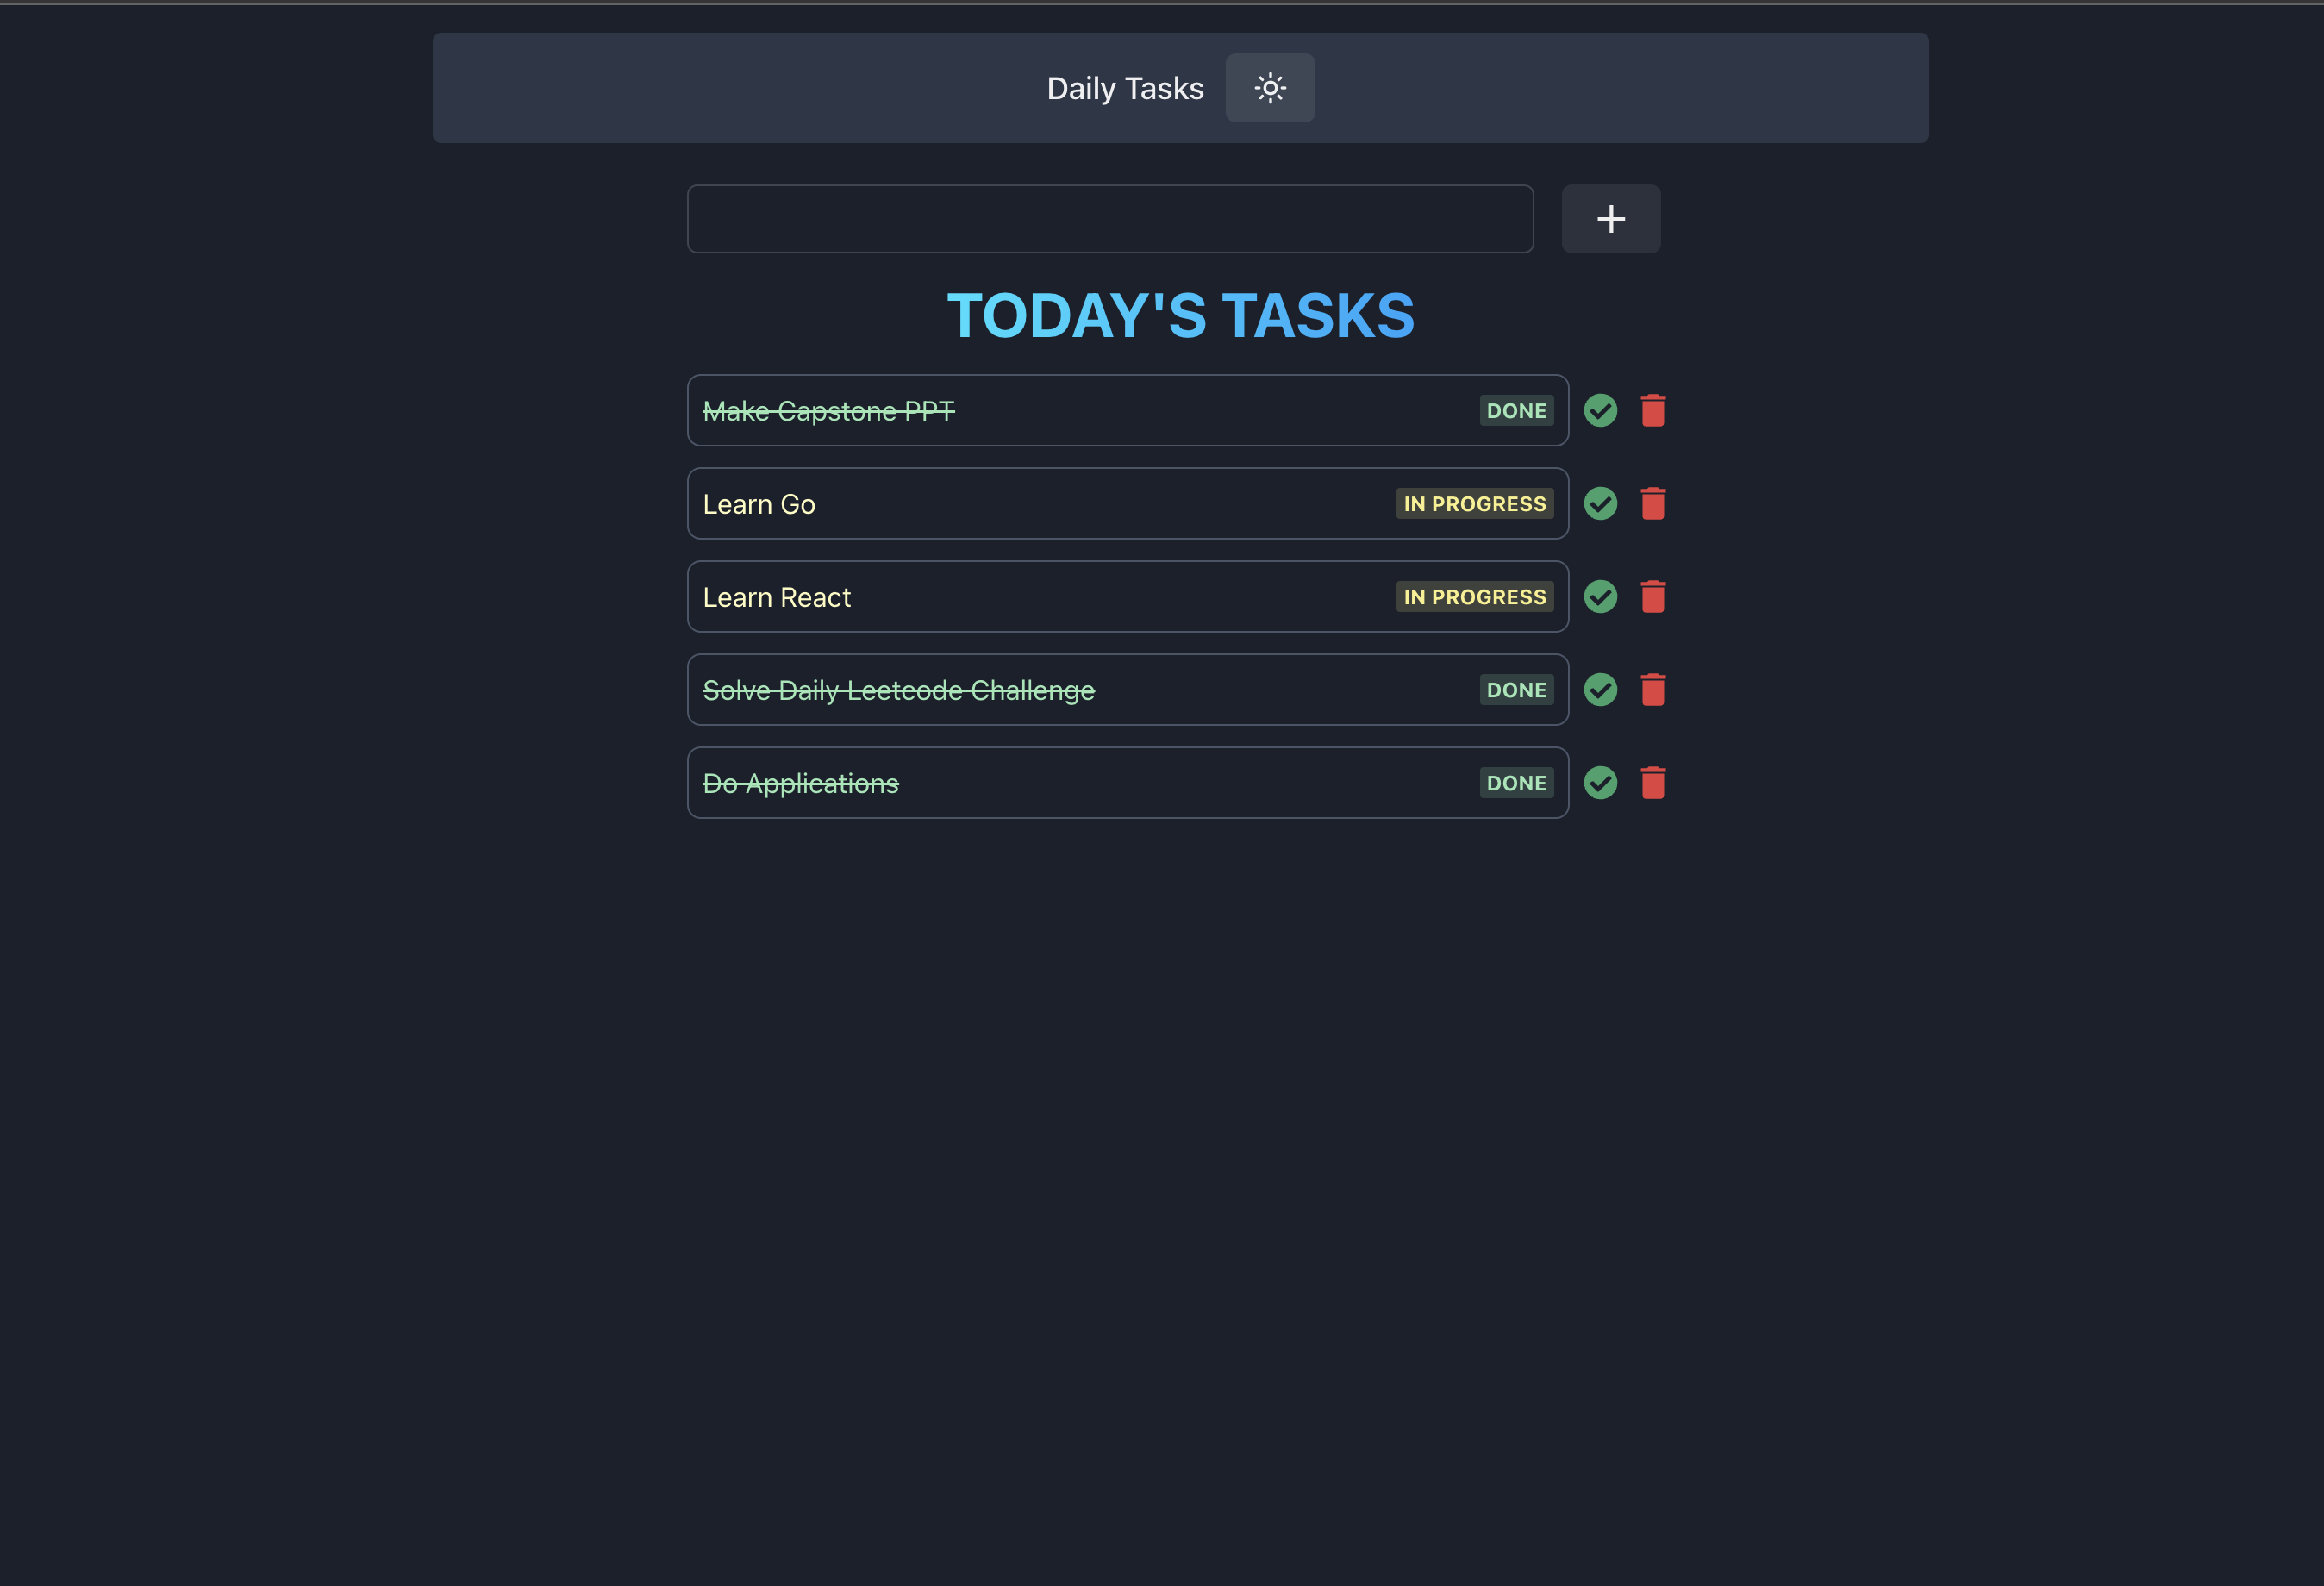 Daily Tasks
TODAY'S TASKS
Make Capstone PPT DONE
Learn Go IN PROGRESS
Learn React IN PROGRESS
Solve Daily Leetcode Challenge DONE
Do Applications DONE